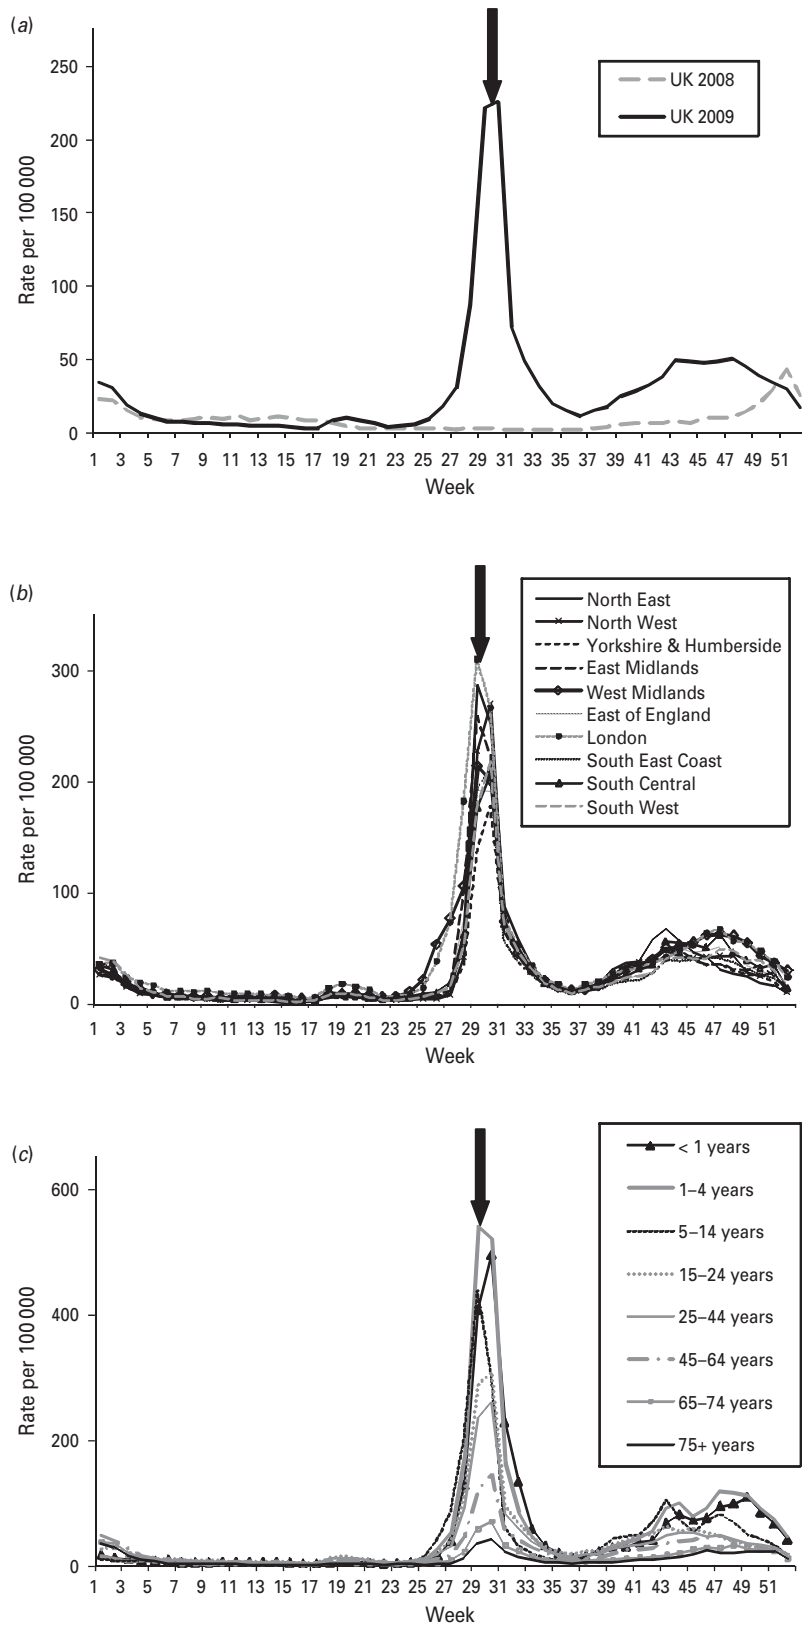 (a)
250
200
150
100
50
0
Rate per 100 000
UK 2008
UK 2009
1 3 5 7 9 11 13 15 17 19 21 23 25 27 29 31 33 35 37 39 41 43 45 47 49 51
Week
(b)
300
200
100
0
Rate per 100 000
North East
North West
Yorkshire & Humberside
East Midlands
West Midlands
East of England
London
South East Coast
South Central
South West
1 3 5 7 9 11 13 15 17 19 21 23 25 27 29 31 33 35 37 39 41 43 45 47 49 51
Week
(c)
600
400
200
0
Rate per 100 000
< 1 years
1–4 years
5–14 years
15–24 years
25–44 years
45–64 years
65–74 years
75+ years
1 3 5 7 9 11 13 15 17 19 21 23 25 27 29 31 33 35 37 39 41 43 45 47 49 51
Week